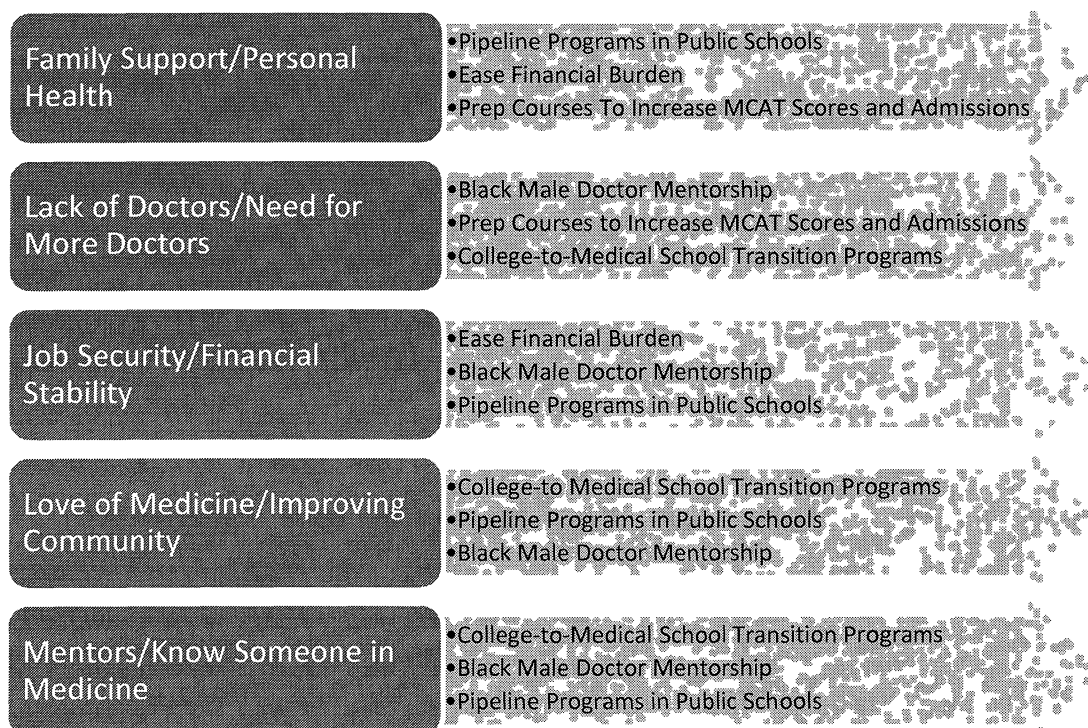 Family Support/Personal
Health
•Pipeline Programs in Public Schools
•Ease Financial Burden
•Prep Courses To Increase MCAT Scores and Admissions
Lack of Doctors/Need for
More Doctors
•Black Male Doctor Mentorship
•Prep Courses to Increase MCAT Scores and Admissions
•College-to-Medical School Transition Programs
Job Security/Financial
Stability
•Ease Financial Burden
•Black Male Doctor Mentorship
•Pipeline Programs in Public Schools
Love of Medicine/Improving
Community
•College-to Medical School Transition Programs
•Pipeline Programs in Public Schools
•Black Male Doctor Mentorship
Mentors/Know Someone in
Medicine
•College-to-Medical School Transition Programs
•Black Male Doctor Mentorship
•Pipeline Programs in Public Schools